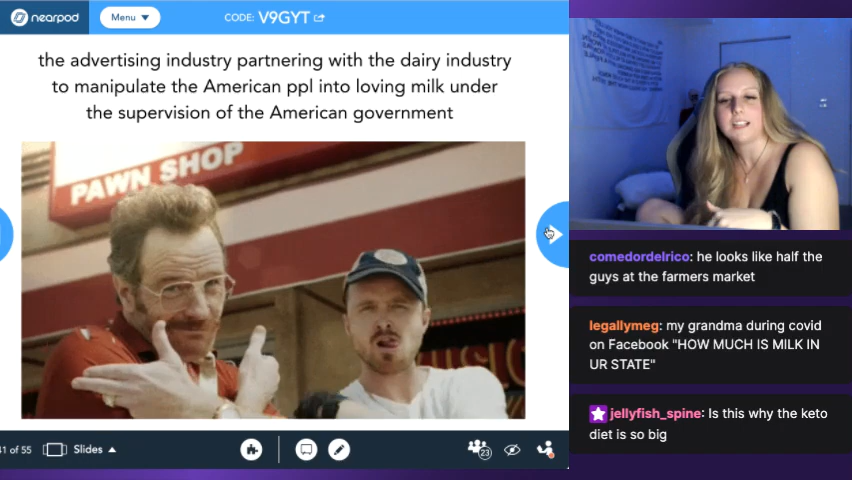 nearpod
Menu
CODE: V9GYT
the advertising industry partnering with the dairy industry
to manipulate the American ppl into loving milk under
the supervision of the American government
PAWN SHOP
41 of 55
Slides
23
comedordelrico: he looks like half the
guys at the farmers market
legallymeg: my grandma during covid
on Facebook "HOW MUCH IS MILK IN
UR STATE"
jellyfish_spine: Is this why the keto
diet is so big